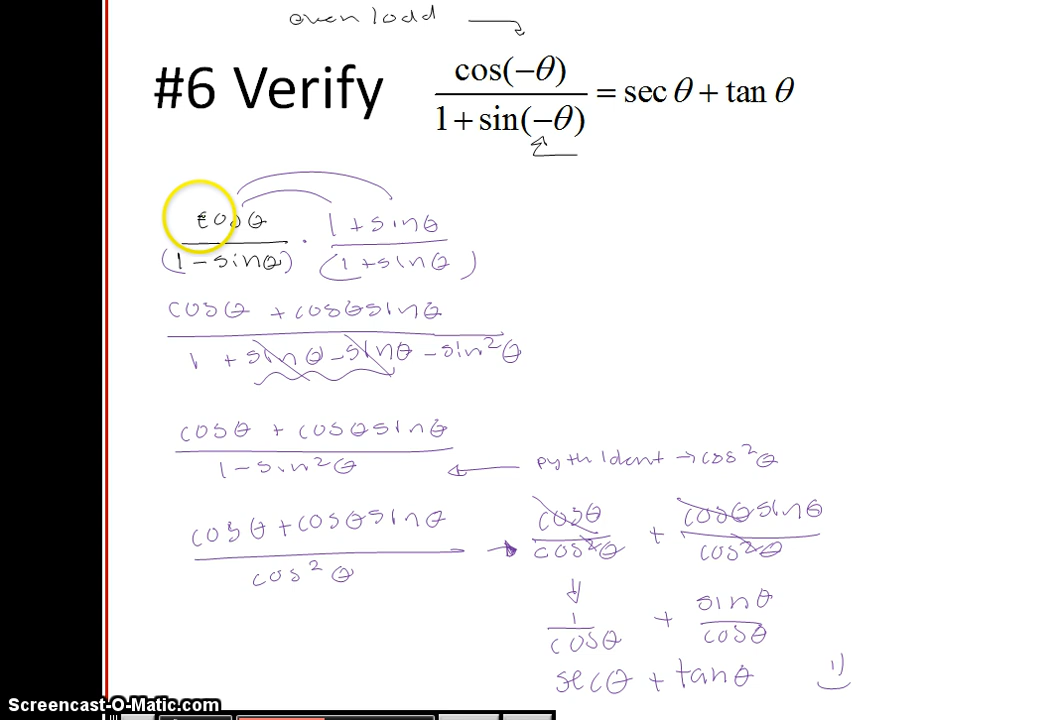 even lodd
#6 Verify cos(−θ) / 1 + sin(−θ) = sec θ + tan θ
cosθ / (1 − sinθ) · 1 + sinθ / (1 + sinθ)
cosθ + cosθsinθ / 1 + sinθ − sinθ − sin²θ
cosθ + cosθsinθ / 1 − sin²θ ← pyth Ident → cos²θ
cosθ + cosθsinθ / cos²θ → cosθ / cos²θ + cosθsinθ / cos²θ
1 / cosθ + sinθ / cosθ
secθ + tanθ
Screencast-O-Matic.com